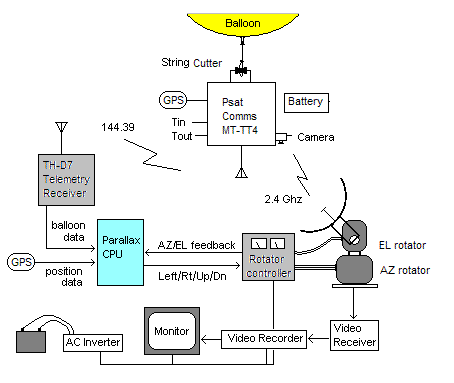 Balloon
String Cutter
GPS
Psat
Comms
MT-TT4
Battery
Tin
Tout
Camera
144.39
2.4 Ghz
TH-D7
Telemetry
Receiver
balloon
data
Parallax
CPU
AZ/EL feedback
Left/Rt/Up/Dn
GPS
position
data
Rotator
controller
EL rotator
AZ rotator
AC Inverter
Monitor
Video Recorder
Video
Receiver